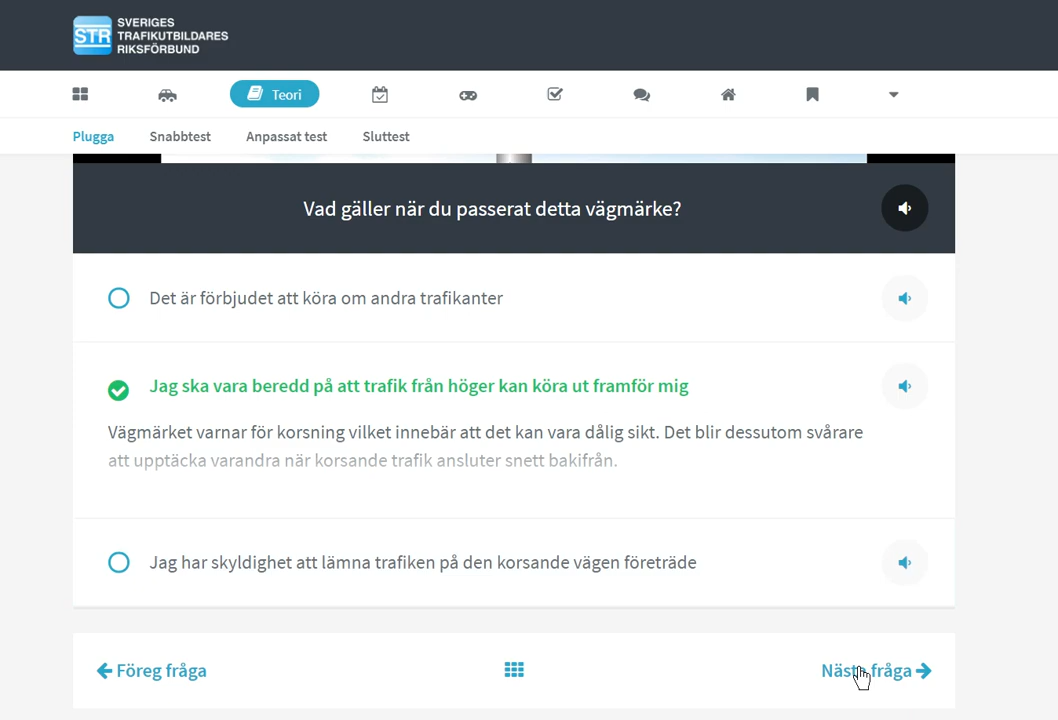 STR
SVERIGES
TRAFIKUTBILDARES
RIKSFÖRBUND
Teori
Plugga
Snabbtest
Anpassat test
Sluttest
Vad gäller när du passerat detta vägmärke?
Det är förbjudet att köra om andra trafikanter
Jag ska vara beredd på att trafik från höger kan köra ut framför mig
Vägmärket varnar för korsning vilket innebär att det kan vara dålig sikt. Det blir dessutom svårare
att upptäcka varandra när korsande trafik ansluter snett bakifrån.
Jag har skyldighet att lämna trafiken på den korsande vägen företräde
Föreg fråga
Nästa fråga